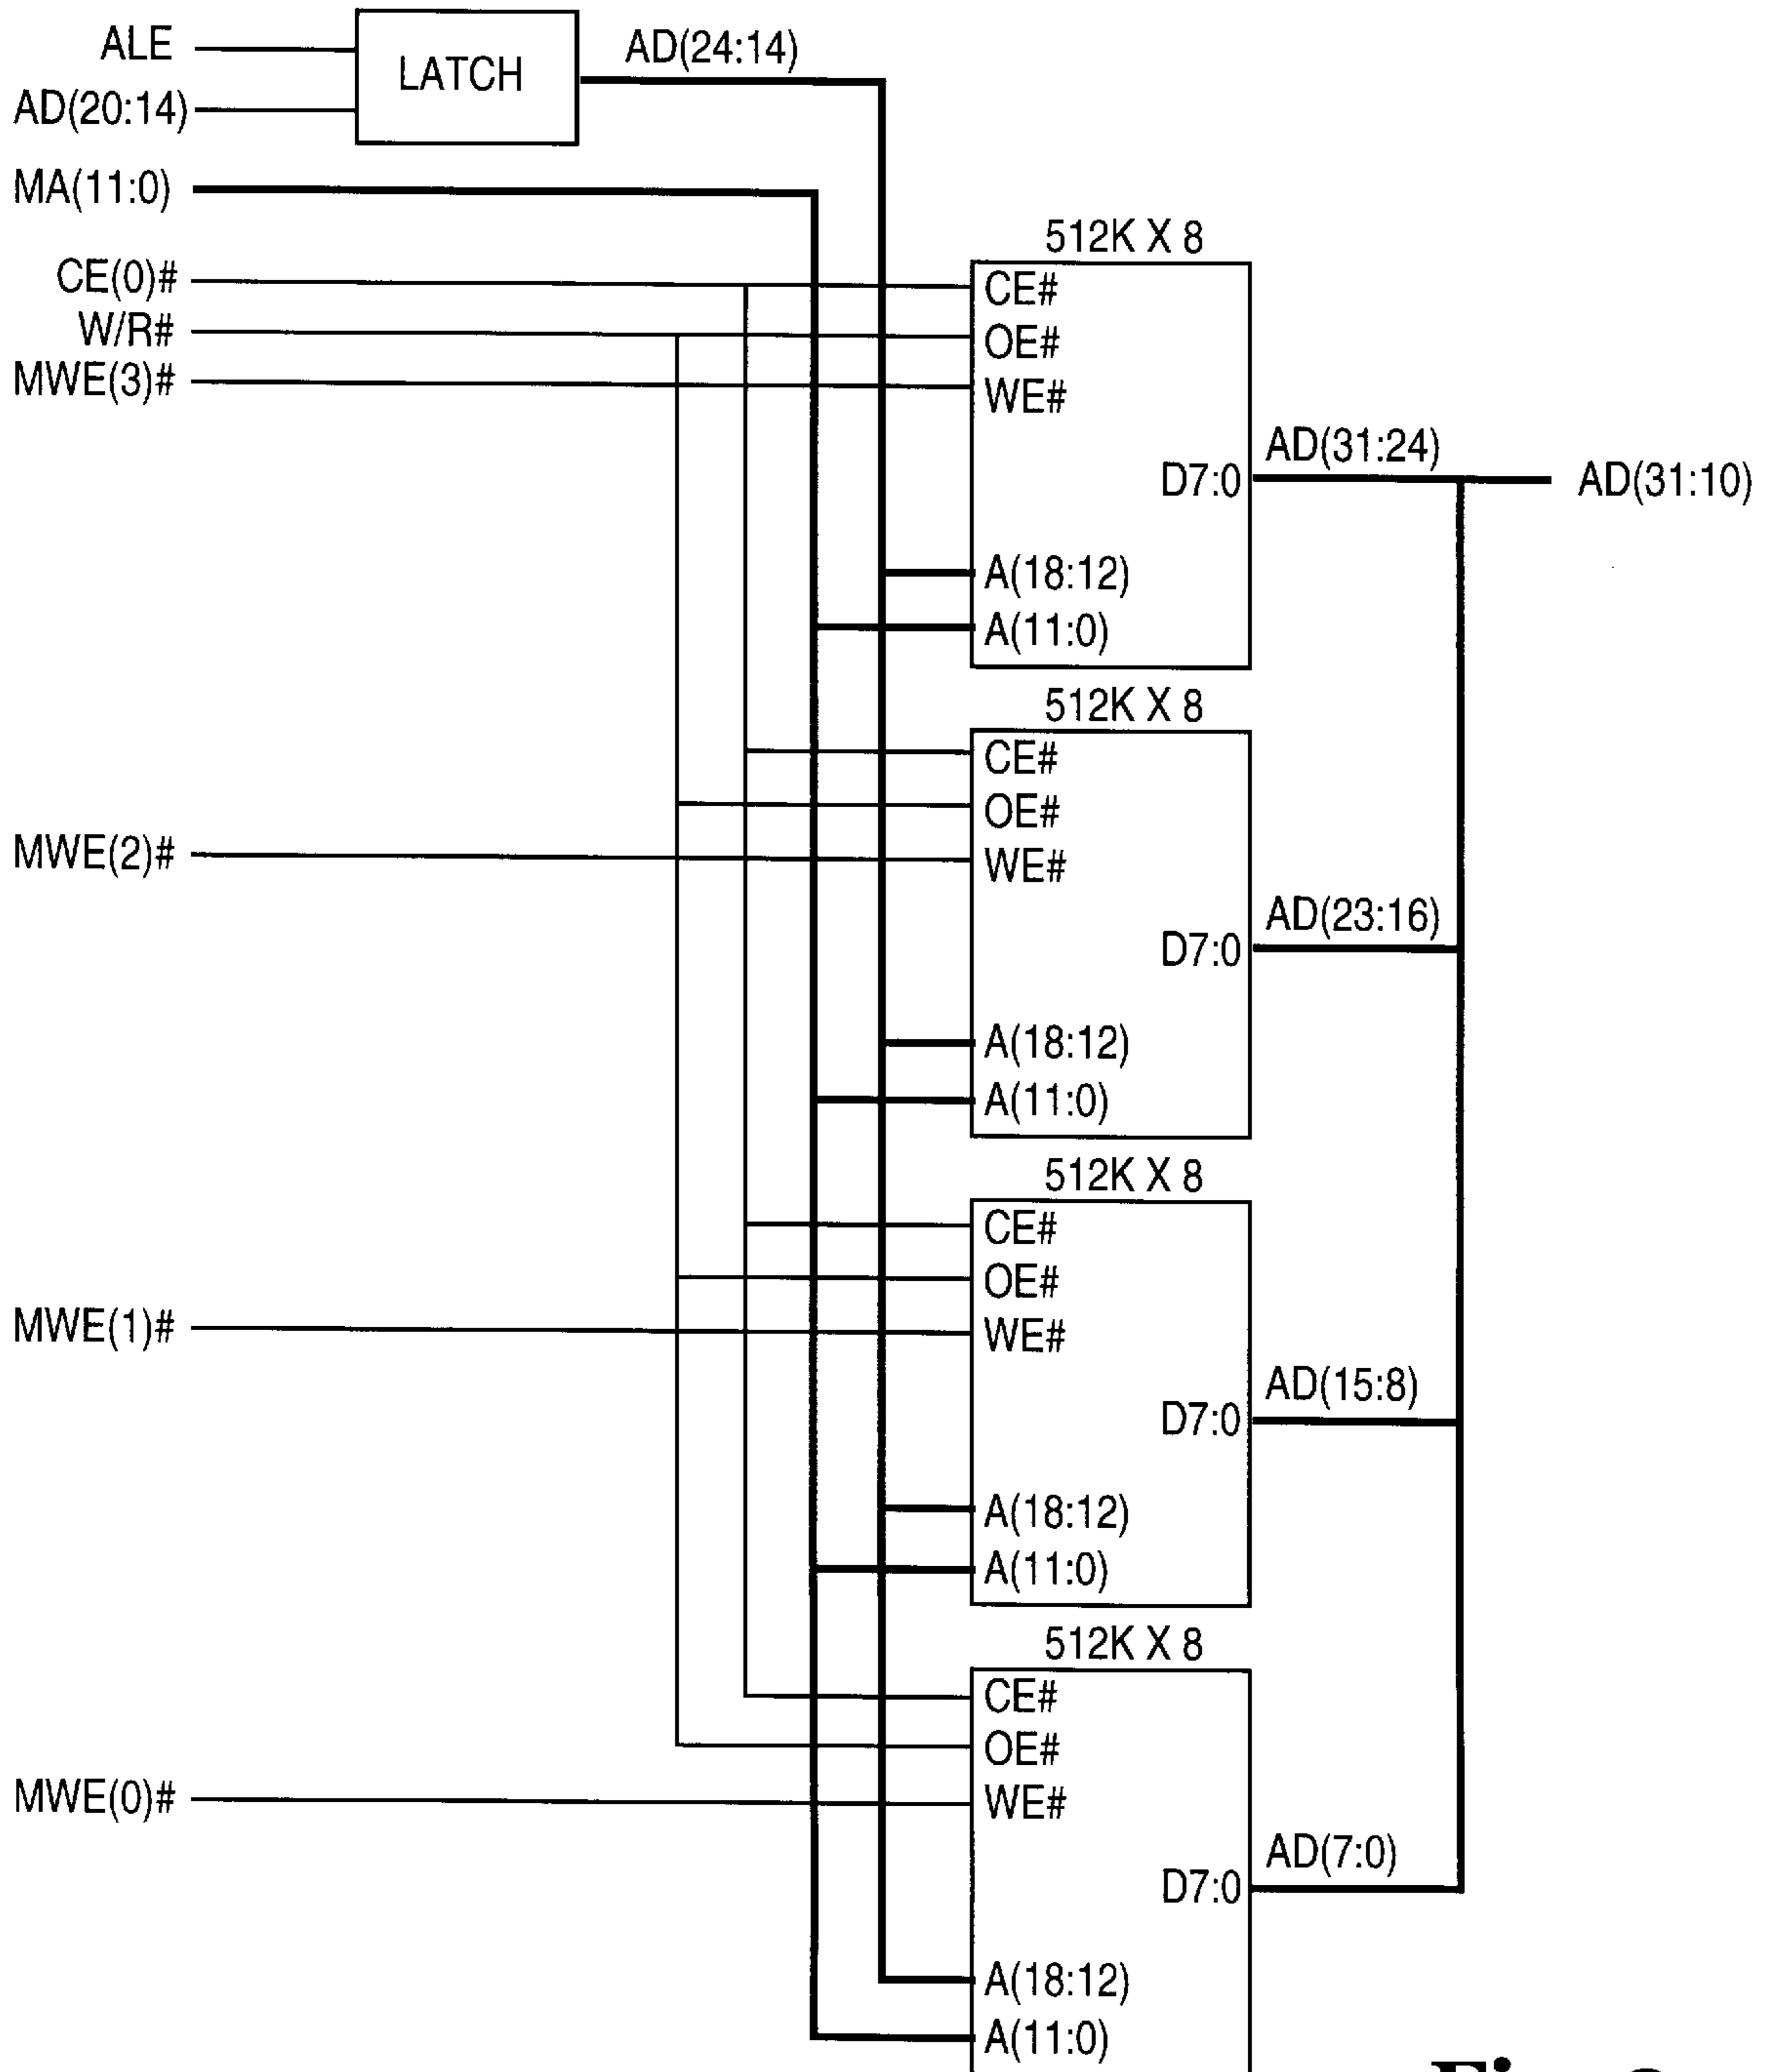 ALE
LATCH
AD(24:14)
AD(20:14)
MA(11:0)
512K X 8
CE(0)#
CE#
W/R#
OE#
MWE(3)#
WE#
AD(31:24)
D7:0
AD(31:10)
A(18:12)
A(11:0)
512K X 8
CE#
OE#
MWE(2)#
WE#
AD(23:16)
D7:0
A(18:12)
A(11:0)
512K X 8
CE#
OE#
MWE(1)#
WE#
AD(15:8)
D7:0
A(18:12)
A(11:0)
512K X 8
CE#
OE#
MWE(0)#
WE#
AD(7:0)
D7:0
A(18:12)
A(11:0)